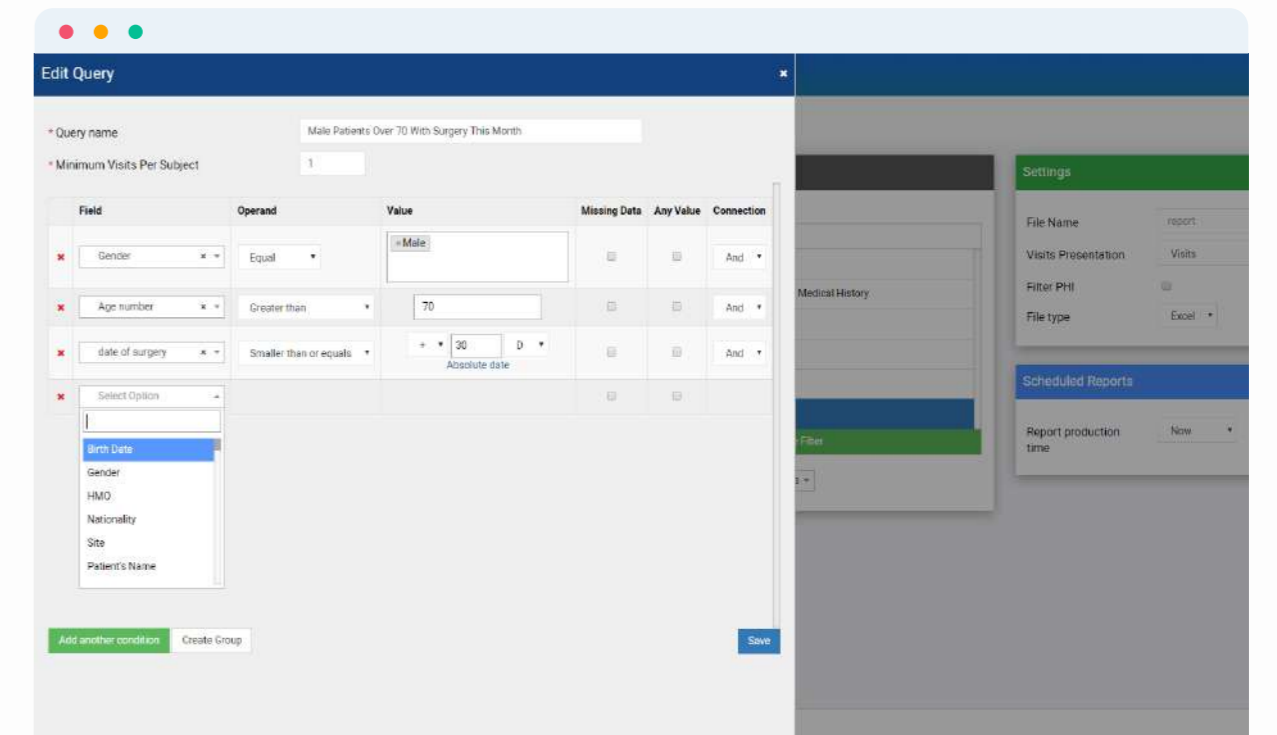 Edit Query
×
* Query name
Male Patients Over 70 With Surgery This Month
* Minimum Visits Per Subject
1
Field Operand Value Missing Data Any Value Connection
Gender × Equal ×Male And
Age number × Greater than 70 And
date of surgery × Smaller than or equals + 30 D And
Absolute date
Select Option
Birth Date
Gender
HMO
Nationality
Site
Patient's Name
Add another condition Create Group Save
Medical History
Filter
Settings
File Name report
Visits Presentation Visits
Filter PHI
File type Excel
Scheduled Reports
Report production Now
time